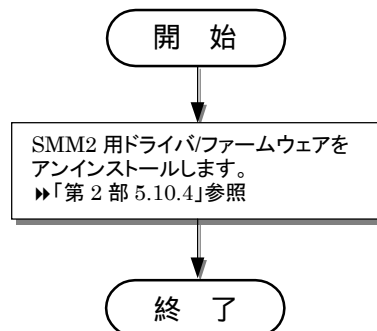 開　始
SMM2 用ドライバ/ファームウェアを
アンインストールします。
▶▶「第 2 部 5.10.4」参照
終　了